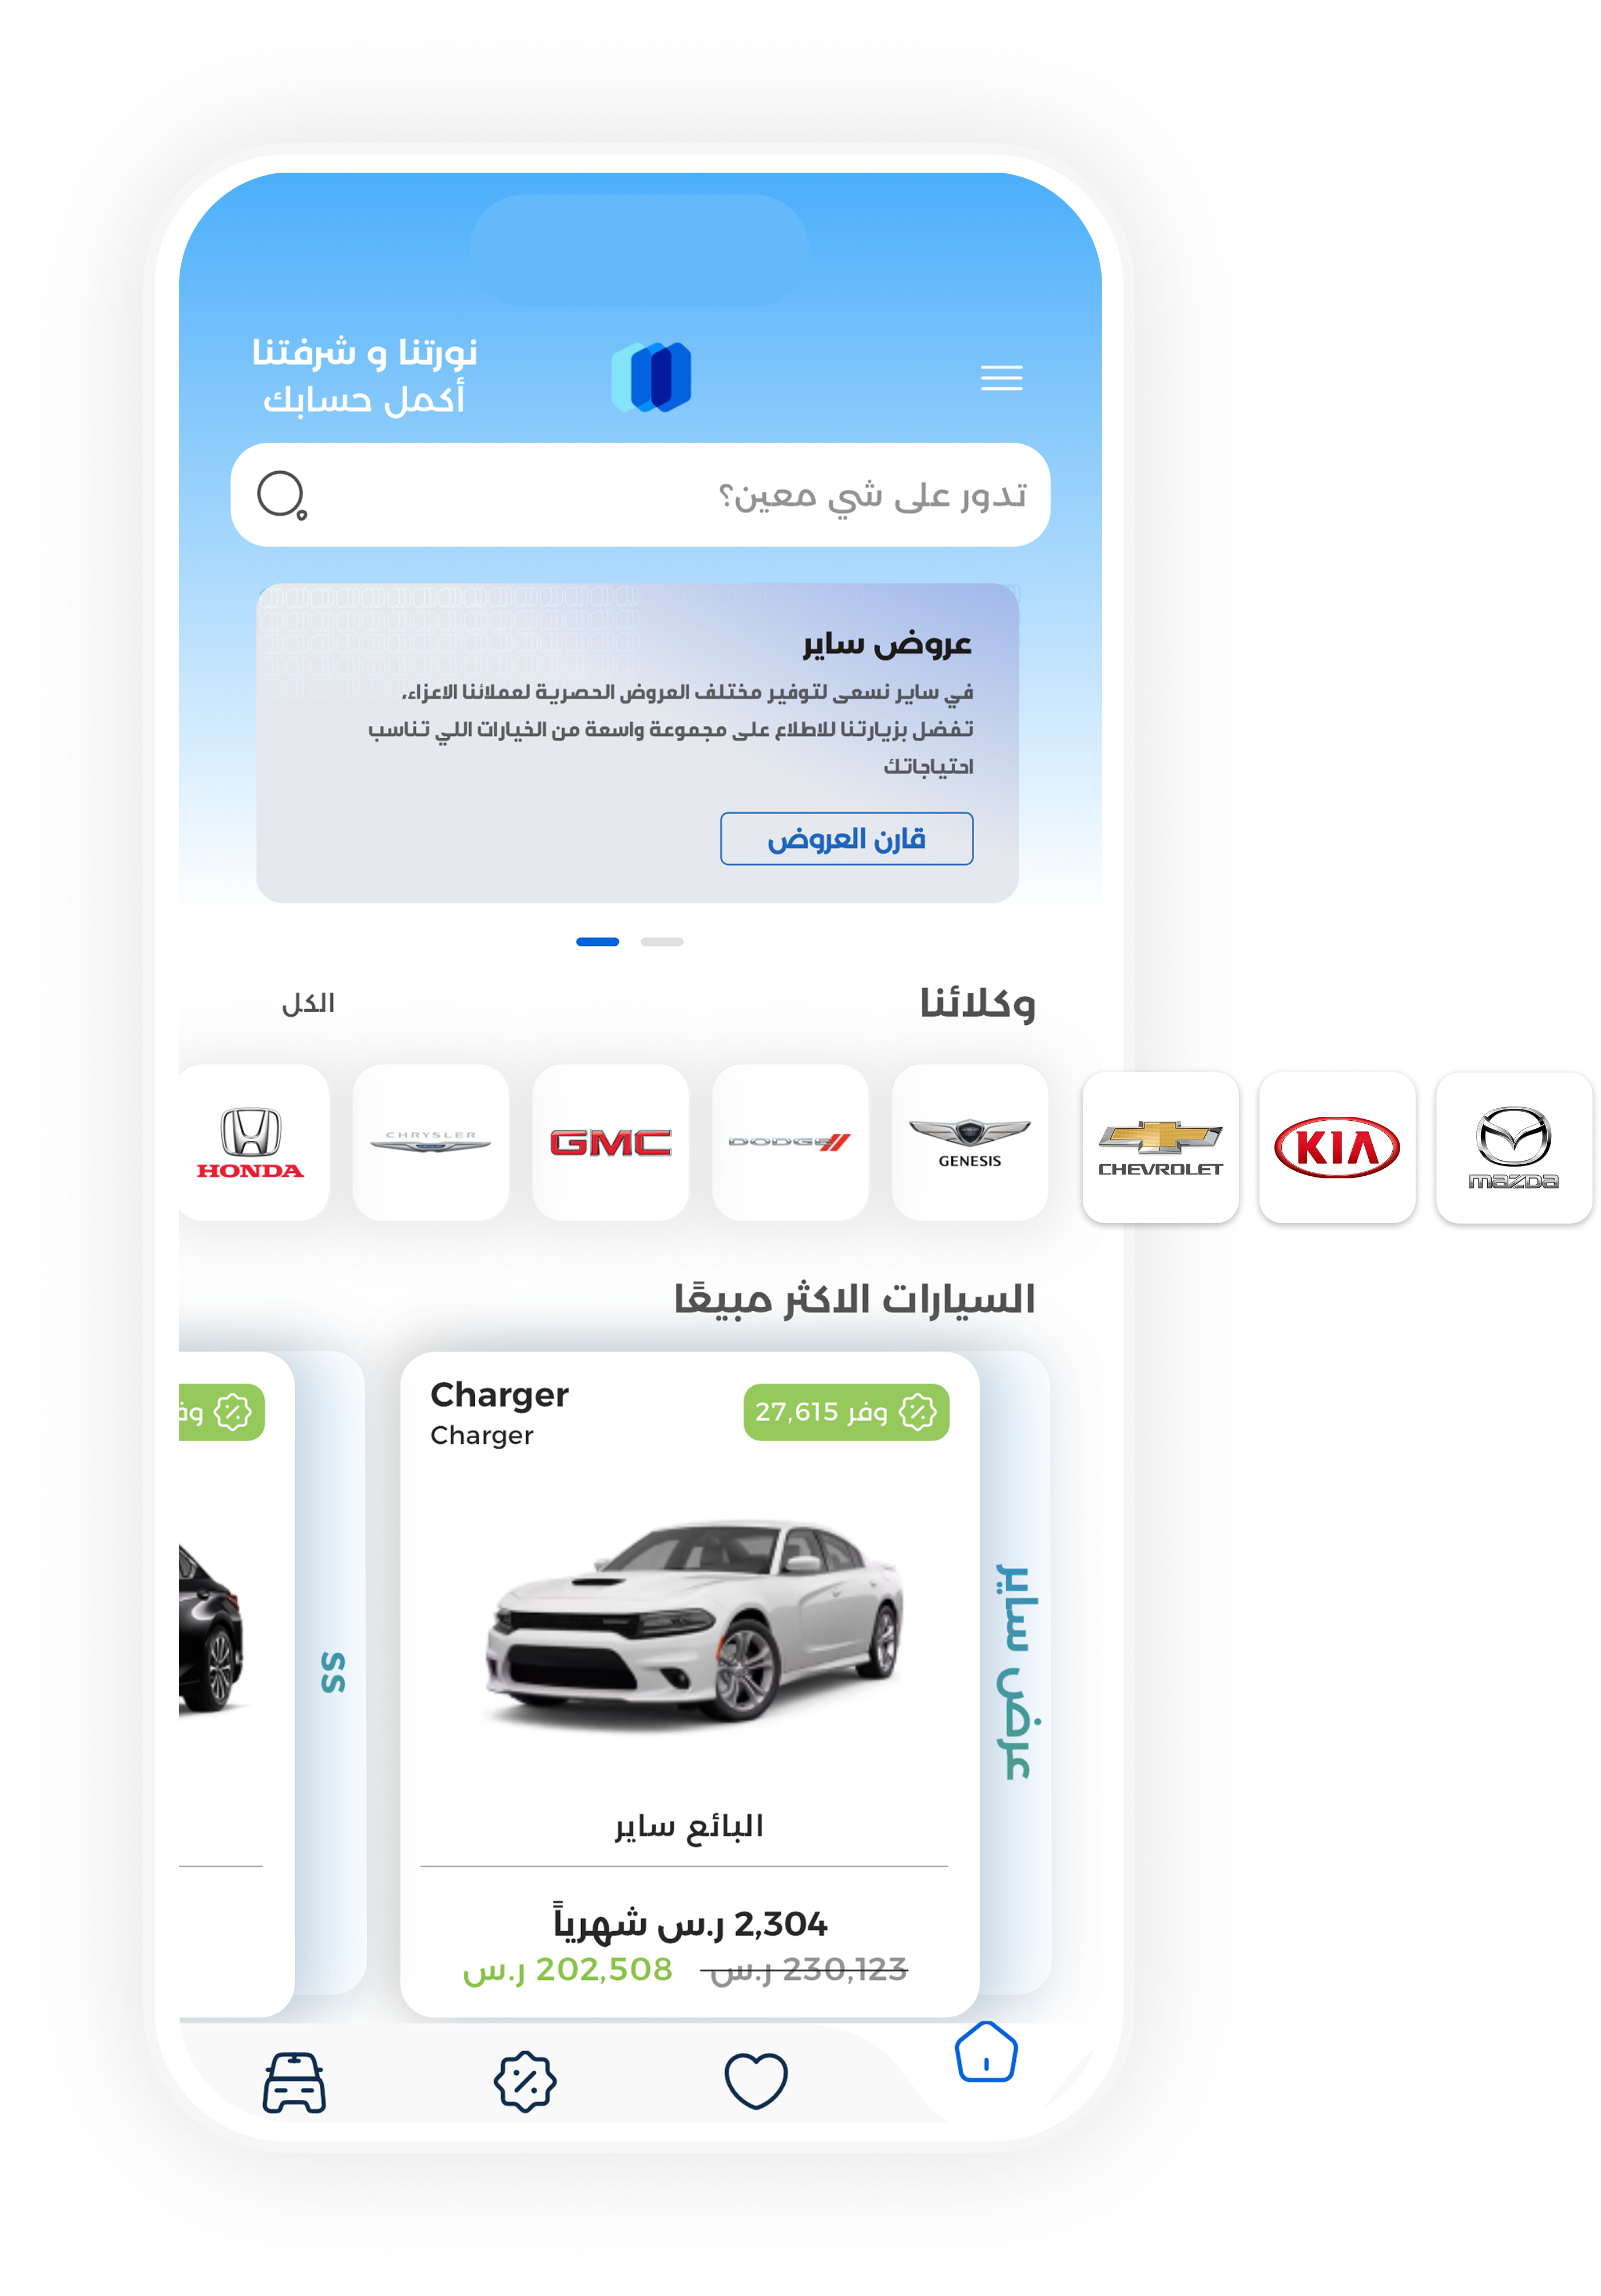 نورتنا و شرفتنا
أكمل حسابك
تدور على شي معين؟
عروض ساير
في ساير نسعى لتوفير مختلف العروض الحصرية لعملائنا الاعزاء،
تفضل بزيارتنا للاطلاع على مجموعة واسعة من الخيارات اللي تناسب
احتياجاتك
قارن العروض
وكلائنا
الكل
mazda
KIA
CHEVROLET
GENESIS
DODGE
GMC
CHRYSLER
HONDA
السيارات الاكثر مبيعًا
عرض ساير
وفر 27,615
Charger
Charger
البائع ساير
2,304 ر.س شهرياً
230,123 ر.س
202,508 ر.س
ss